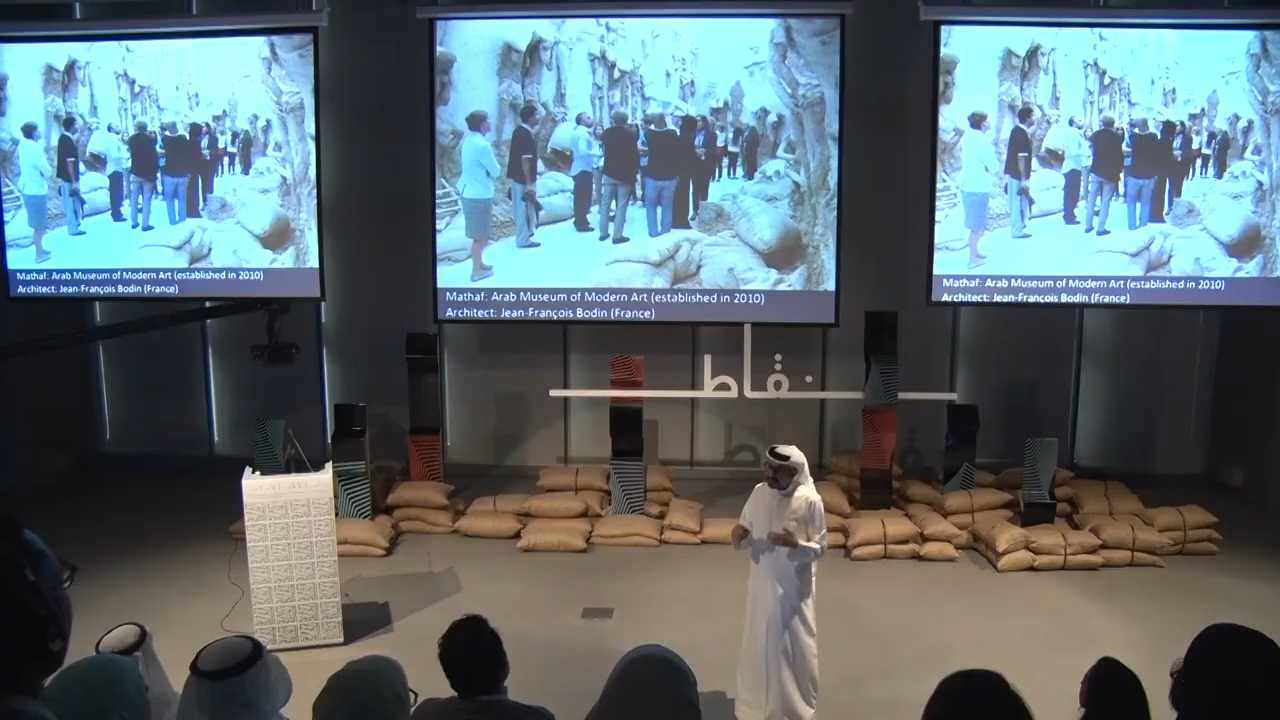 Mathaf: Arab Museum of Modern Art (established in 2010)
Architect: Jean-François Bodin (France)
Mathaf: Arab Museum of Modern Art (established in 2010)
Architect: Jean-François Bodin (France)
Mathaf: Arab Museum of Modern Art (established in 2010)
Architect: Jean-François Bodin (France)
نقاط